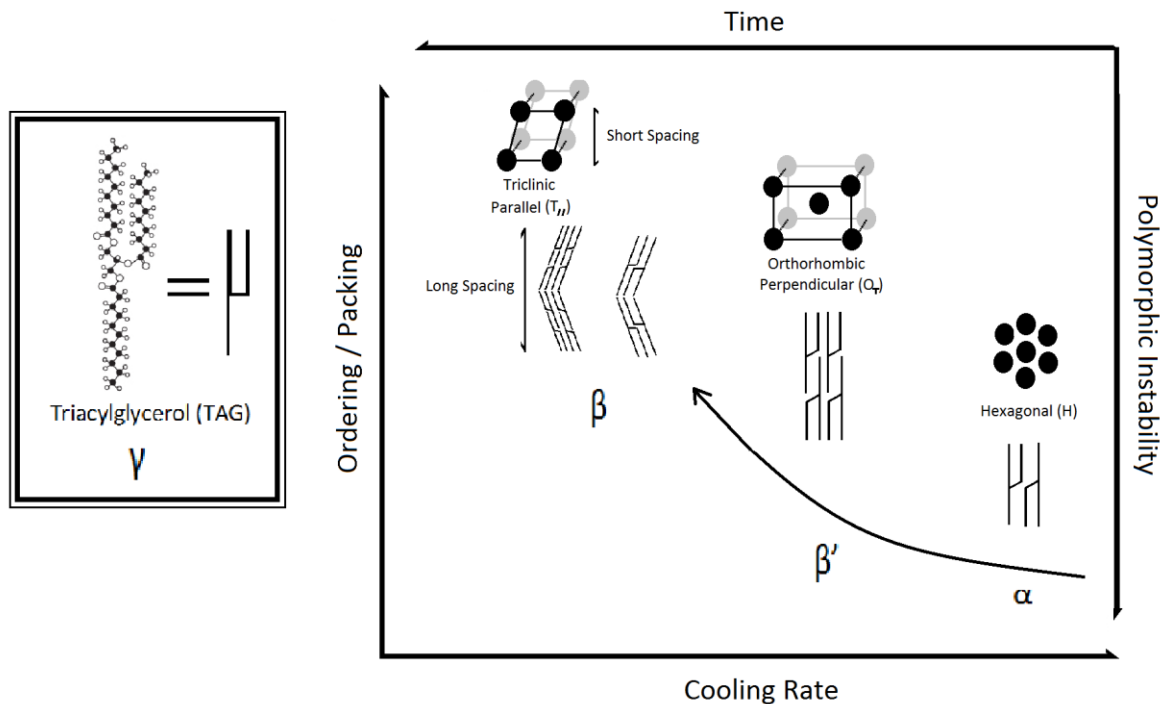 Time
Triacylglycerol (TAG)
γ
=
Ordering / Packing
Short Spacing
Triclinic
Parallel (T//)
Long Spacing
β
Orthorhombic
Perpendicular (O┬)
β’
Hexagonal (H)
α
Polymorphic Instability
Cooling Rate